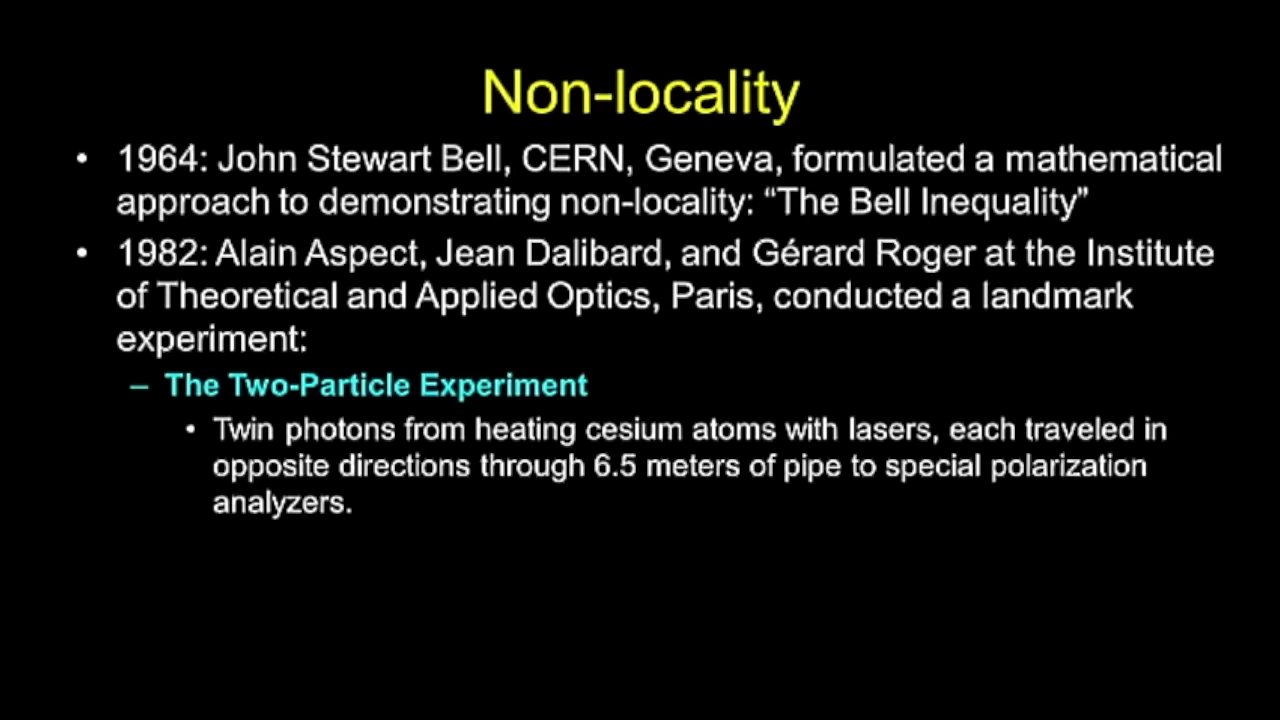 Non-locality
• 1964: John Stewart Bell, CERN, Geneva, formulated a mathematical
approach to demonstrating non-locality: “The Bell Inequality”
• 1982: Alain Aspect, Jean Dalibard, and Gérard Roger at the Institute
of Theoretical and Applied Optics, Paris, conducted a landmark
experiment:
– The Two-Particle Experiment
• Twin photons from heating cesium atoms with lasers, each traveled in
opposite directions through 6.5 meters of pipe to special polarization
analyzers.